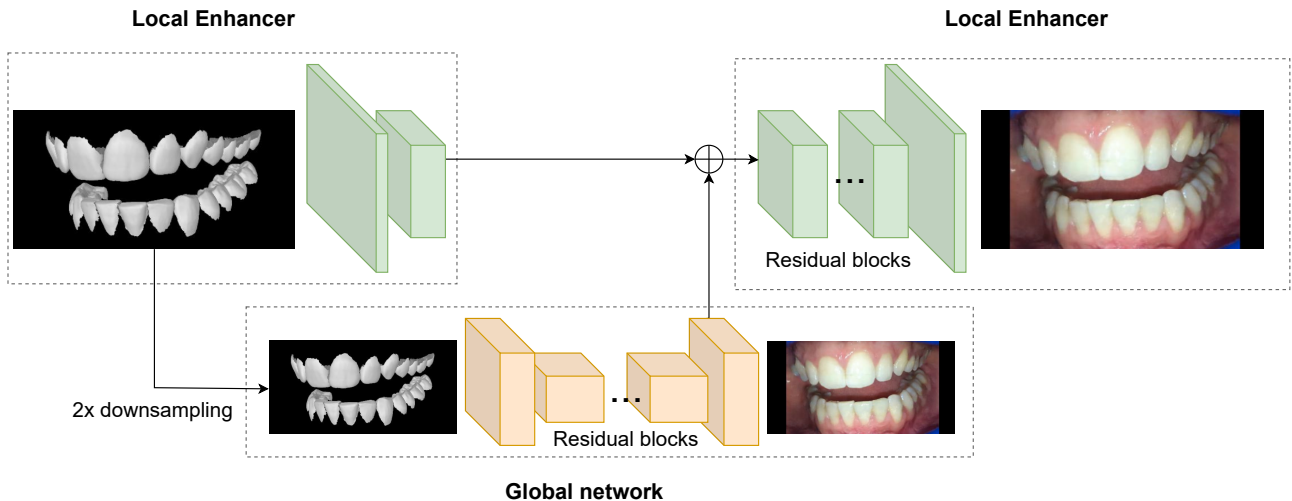 Local Enhancer
Local Enhancer
...
Residual blocks
2x downsampling
...
Residual blocks
Global network